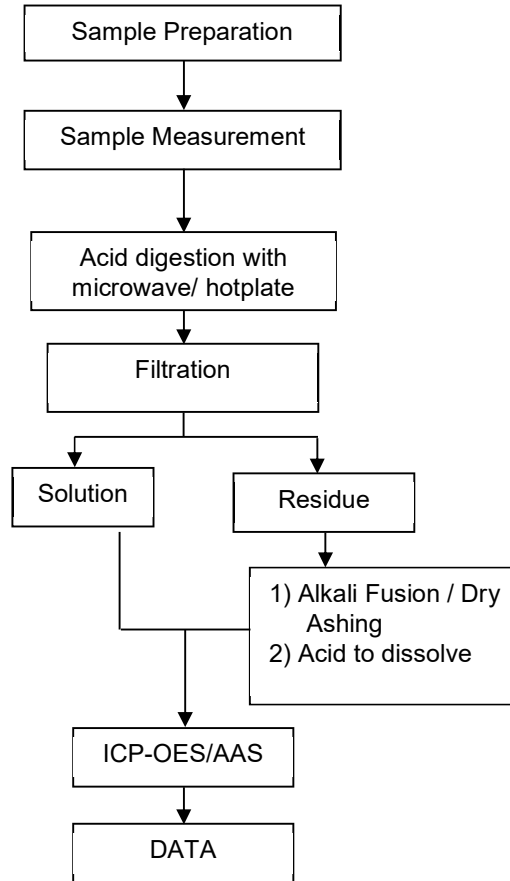 Sample Preparation
Sample Measurement
Acid digestion with
microwave/ hotplate
Filtration
Solution
Residue
1) Alkali Fusion / Dry
Ashing
2) Acid to dissolve
ICP-OES/AAS
DATA